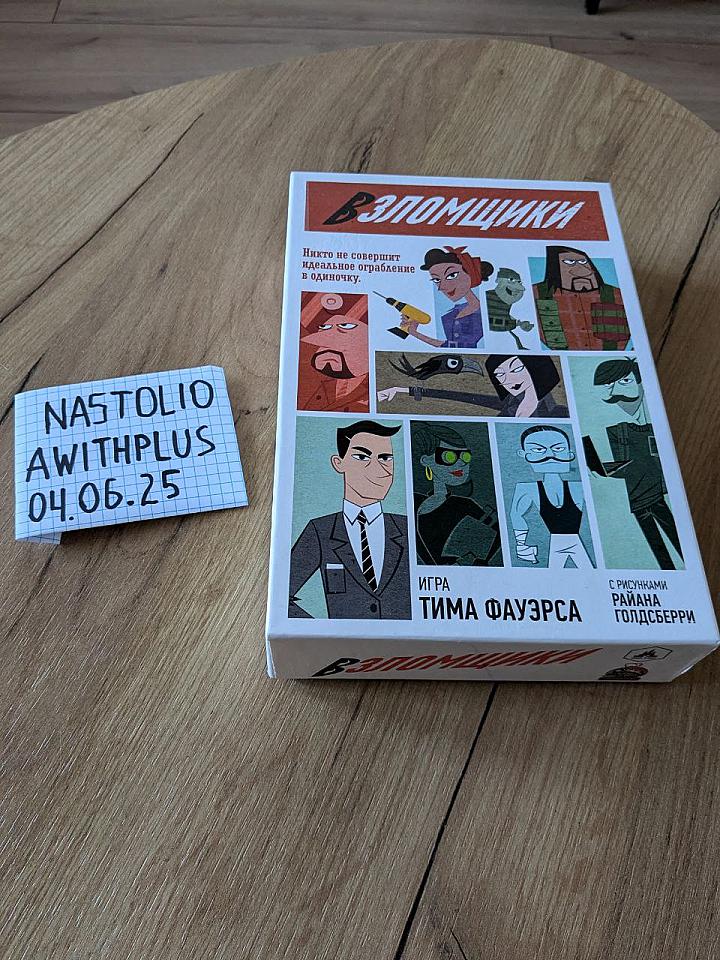 NASTOLIO
AWITHPLUS
04.06.25
ВЗЛОМЩИКИ
Никто не совершит
идеальное ограбление
в одиночку.
ИГРА
ТИМА ФАУЭРСА
С РИСУНКАМИ
РАЙАНА
ГОЛДСБЕРРИ
ВЗЛОМЩИКИ